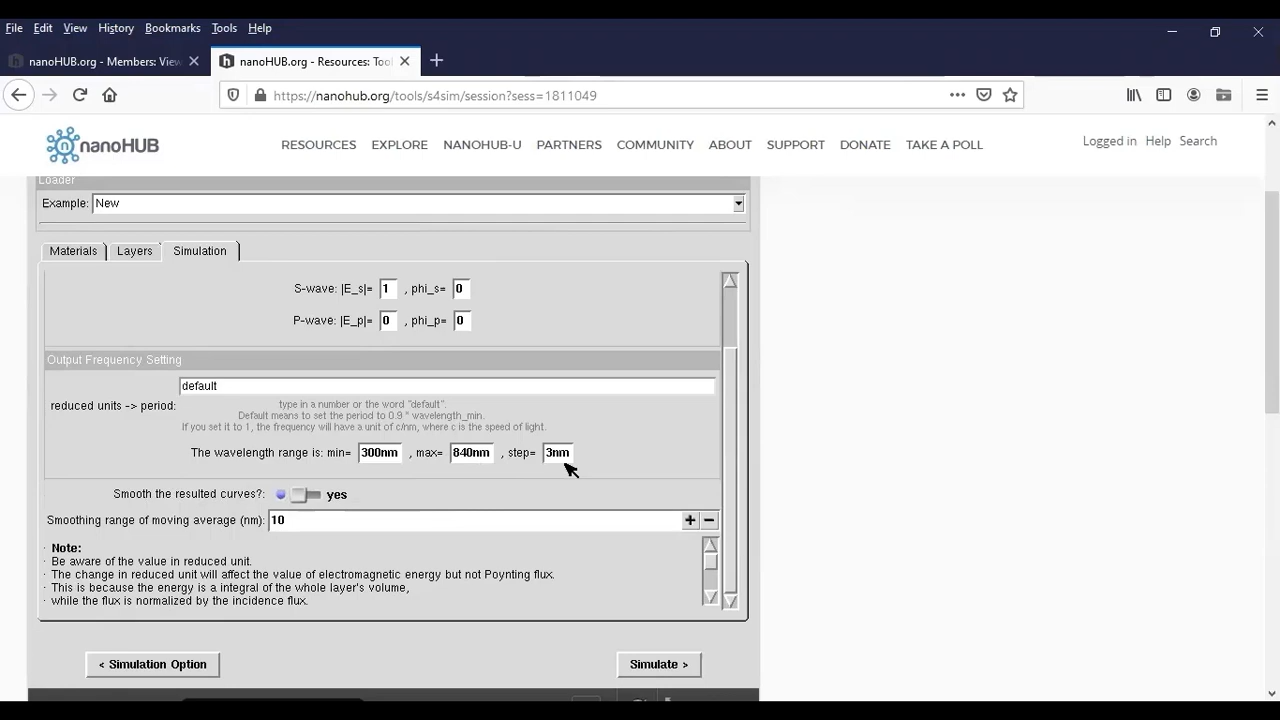 File Edit View History Bookmarks Tools Help
nanoHUB.org - Members: View
nanoHUB.org - Resources: Tool
https://nanohub.org/tools/s4sim/session?sess=1811049
nanoHUB
RESOURCES EXPLORE NANOHUB-U PARTNERS COMMUNITY ABOUT SUPPORT DONATE TAKE A POLL
Logged in Help Search
Loader
Example: New
Materials Layers Simulation
S-wave: |E_s|= 1 , phi_s= 0
P-wave: |E_p|= 0 , phi_p= 0
Output Frequency Setting
default
reduced units -> period:
type in a number or the word "default".
Default means to set the period to 0.9 * wavelength_min.
If you set it to 1, the frequency will have a unit of c/nm, where c is the speed of light.
The wavelength range is: min= 300nm , max= 840nm , step= 3nm
Smooth the resulted curves?: yes
Smoothing range of moving average (nm): 10 + -
· Note:
· Be aware of the value in reduced unit.
· The change in reduced unit will affect the value of electromagnetic energy but not Poynting flux.
· This is because the energy is a integral of the whole layer's volume,
· while the flux is normalized by the incidence flux.
< Simulation Option
Simulate >